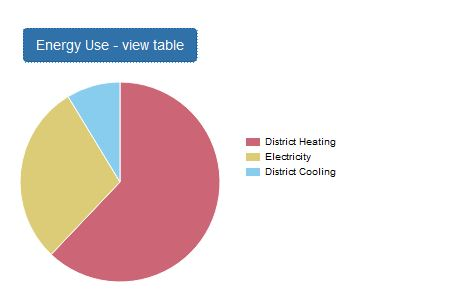 Energy Use - view table
District Heating
Electricity
District Cooling